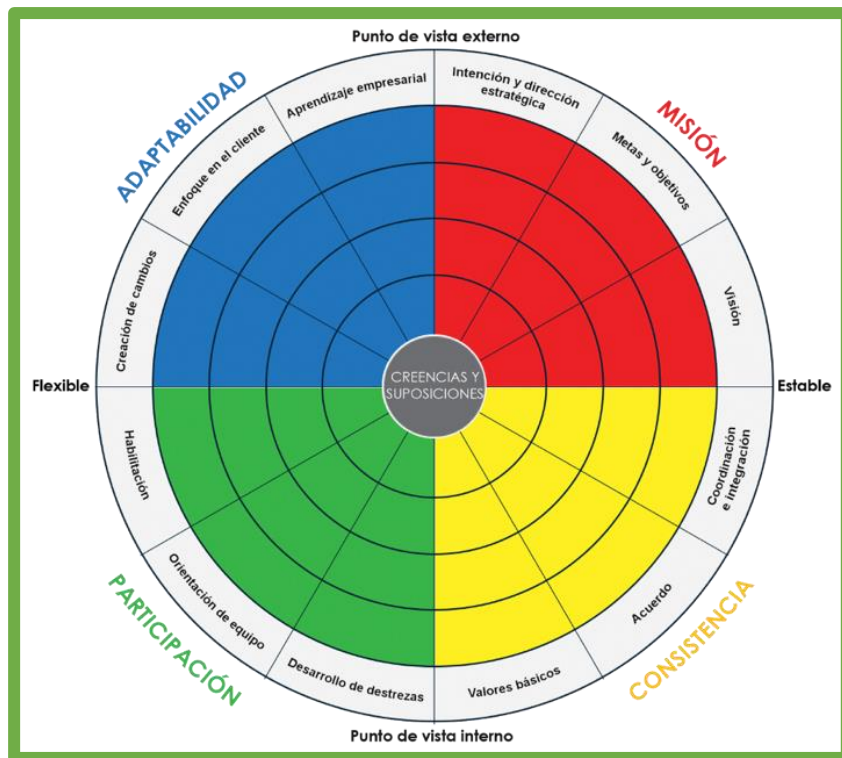 Punto de vista externo
ADAPTABILIDAD
Aprendizaje empresarial
Intención y dirección
estratégica
MISIÓN
Enfoque en el cliente
Metas y objetivos
Creación de cambios
Visión
Flexible
CREENCIAS Y
SUPOSICIONES
Estable
Habilitación
Coordinación
e integración
Orientación de equipo
Acuerdo
PARTICIPACIÓN
Desarrollo de destrezas
Valores básicos
CONSISTENCIA
Punto de vista interno